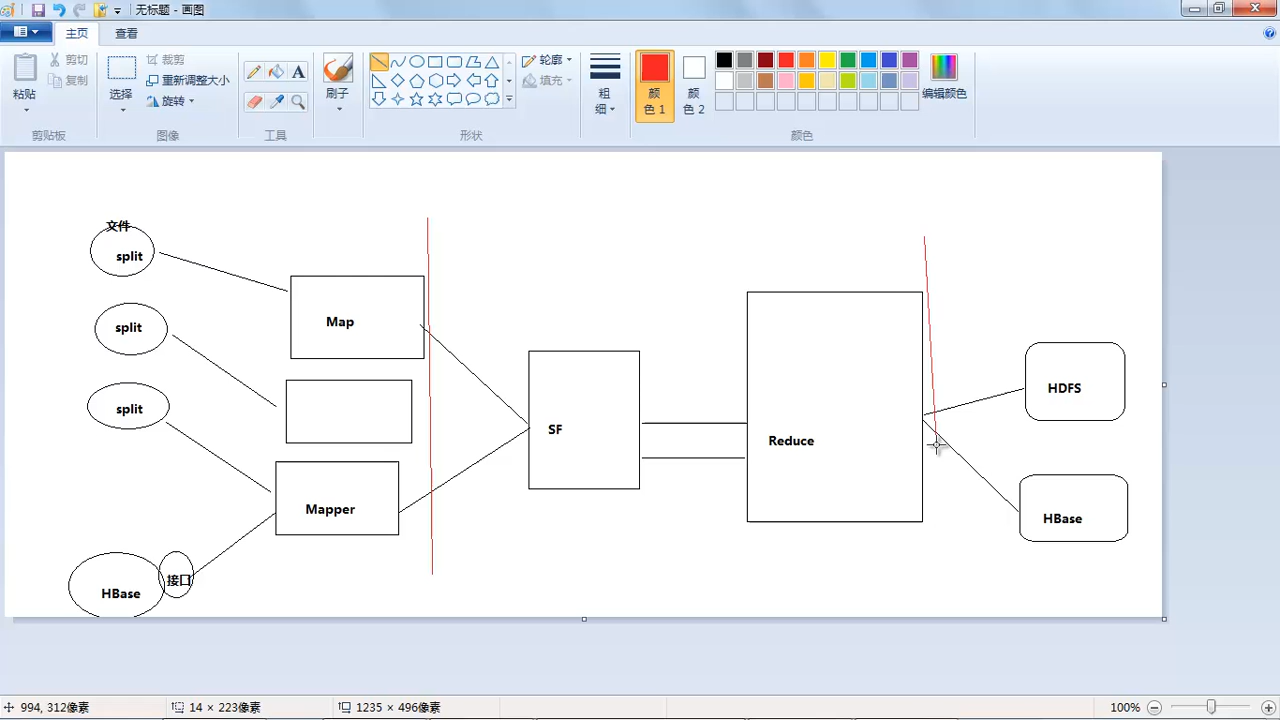 无标题 - 画图
主页
查看
粘贴
剪切
复制
剪贴板
选择
裁剪
重新调整大小
旋转
图像
工具
刷子
形状
轮廓
填充
粗细
颜色 1
颜色 2
编辑颜色
颜色
文件
split
split
split
HBase
接口
Map
Mapper
SF
Reduce
HDFS
HBase
994, 312像素
14 × 223像素
1235 × 496像素
100%